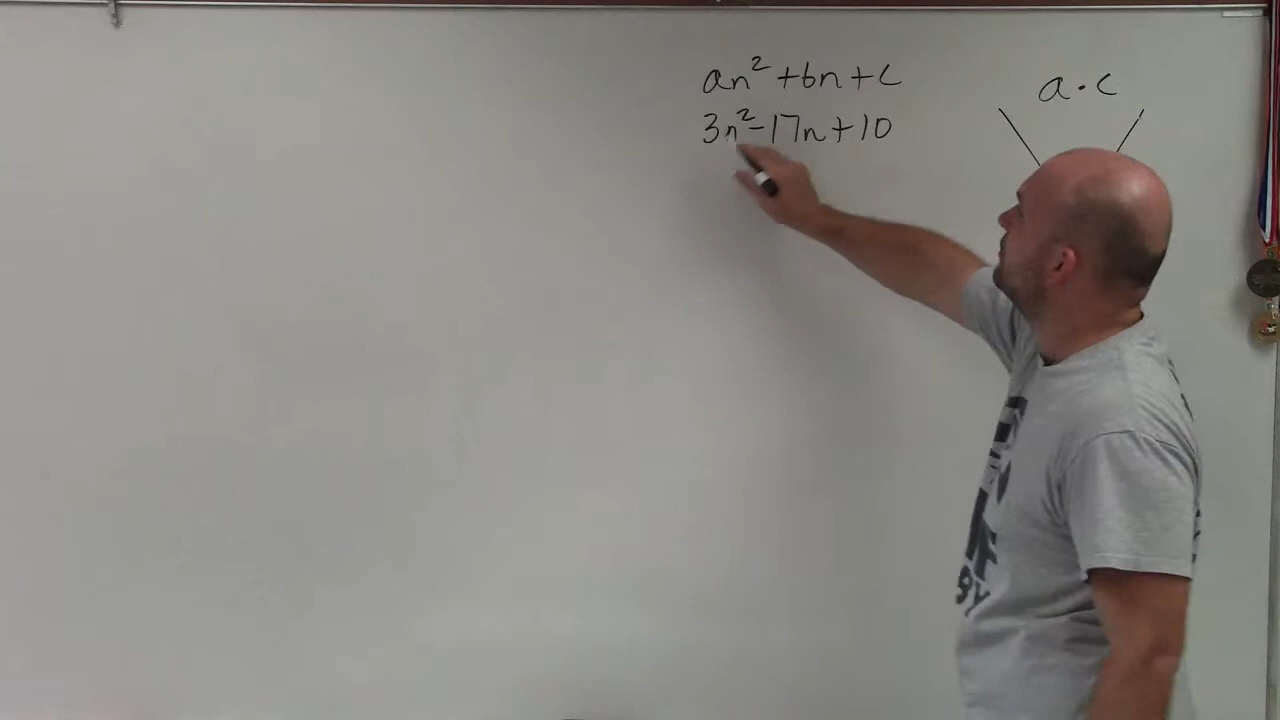 an² +bn+c
3n²-17n+10
a·c